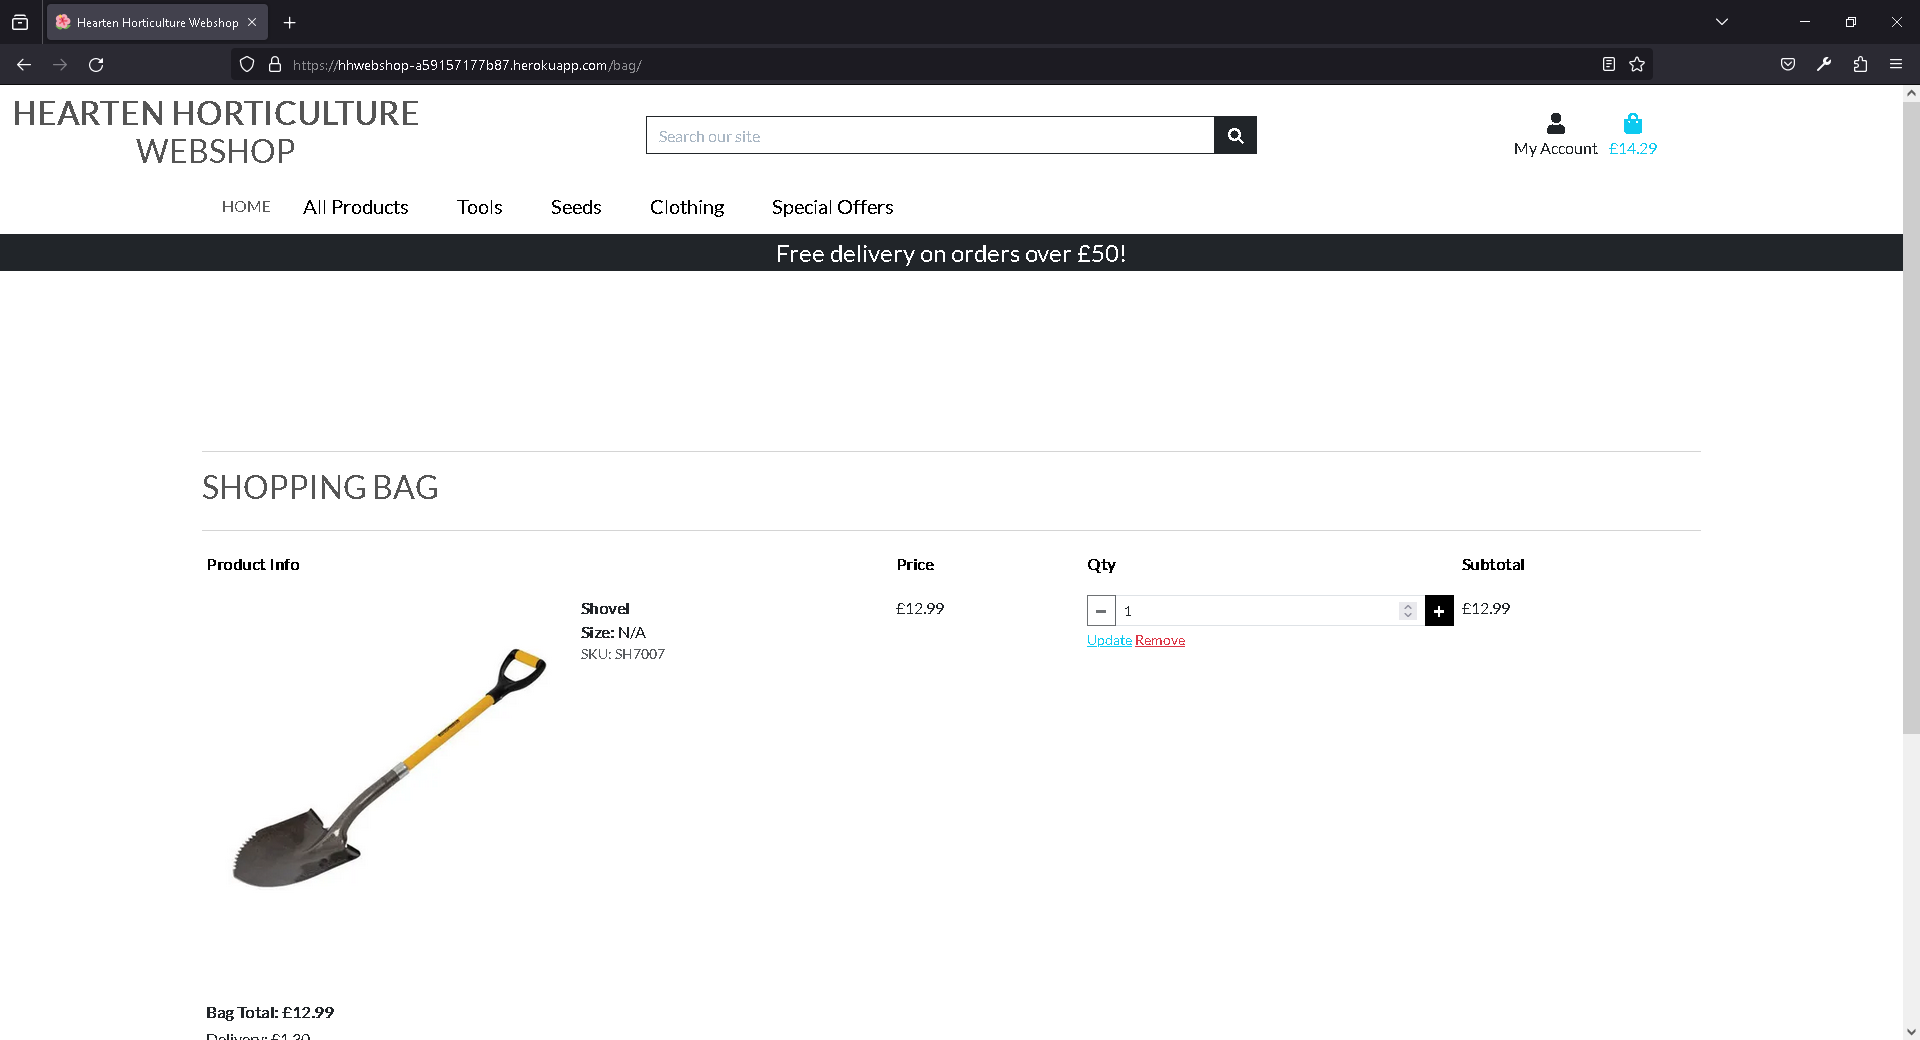 Hearten Horticulture Webshop
https://hhwebshop-a59157177b87.herokuapp.com/bag/
HEARTEN HORTICULTURE
WEBSHOP
Search our site
My Account
£14.29
HOME
All Products
Tools
Seeds
Clothing
Special Offers
Free delivery on orders over £50!
SHOPPING BAG
Product Info
Price
Qty
Subtotal
Shovel
£12.99
1
£12.99
Size: N/A
Update Remove
SKU: SH7007
Bag Total: £12.99
Delivery: £1.30